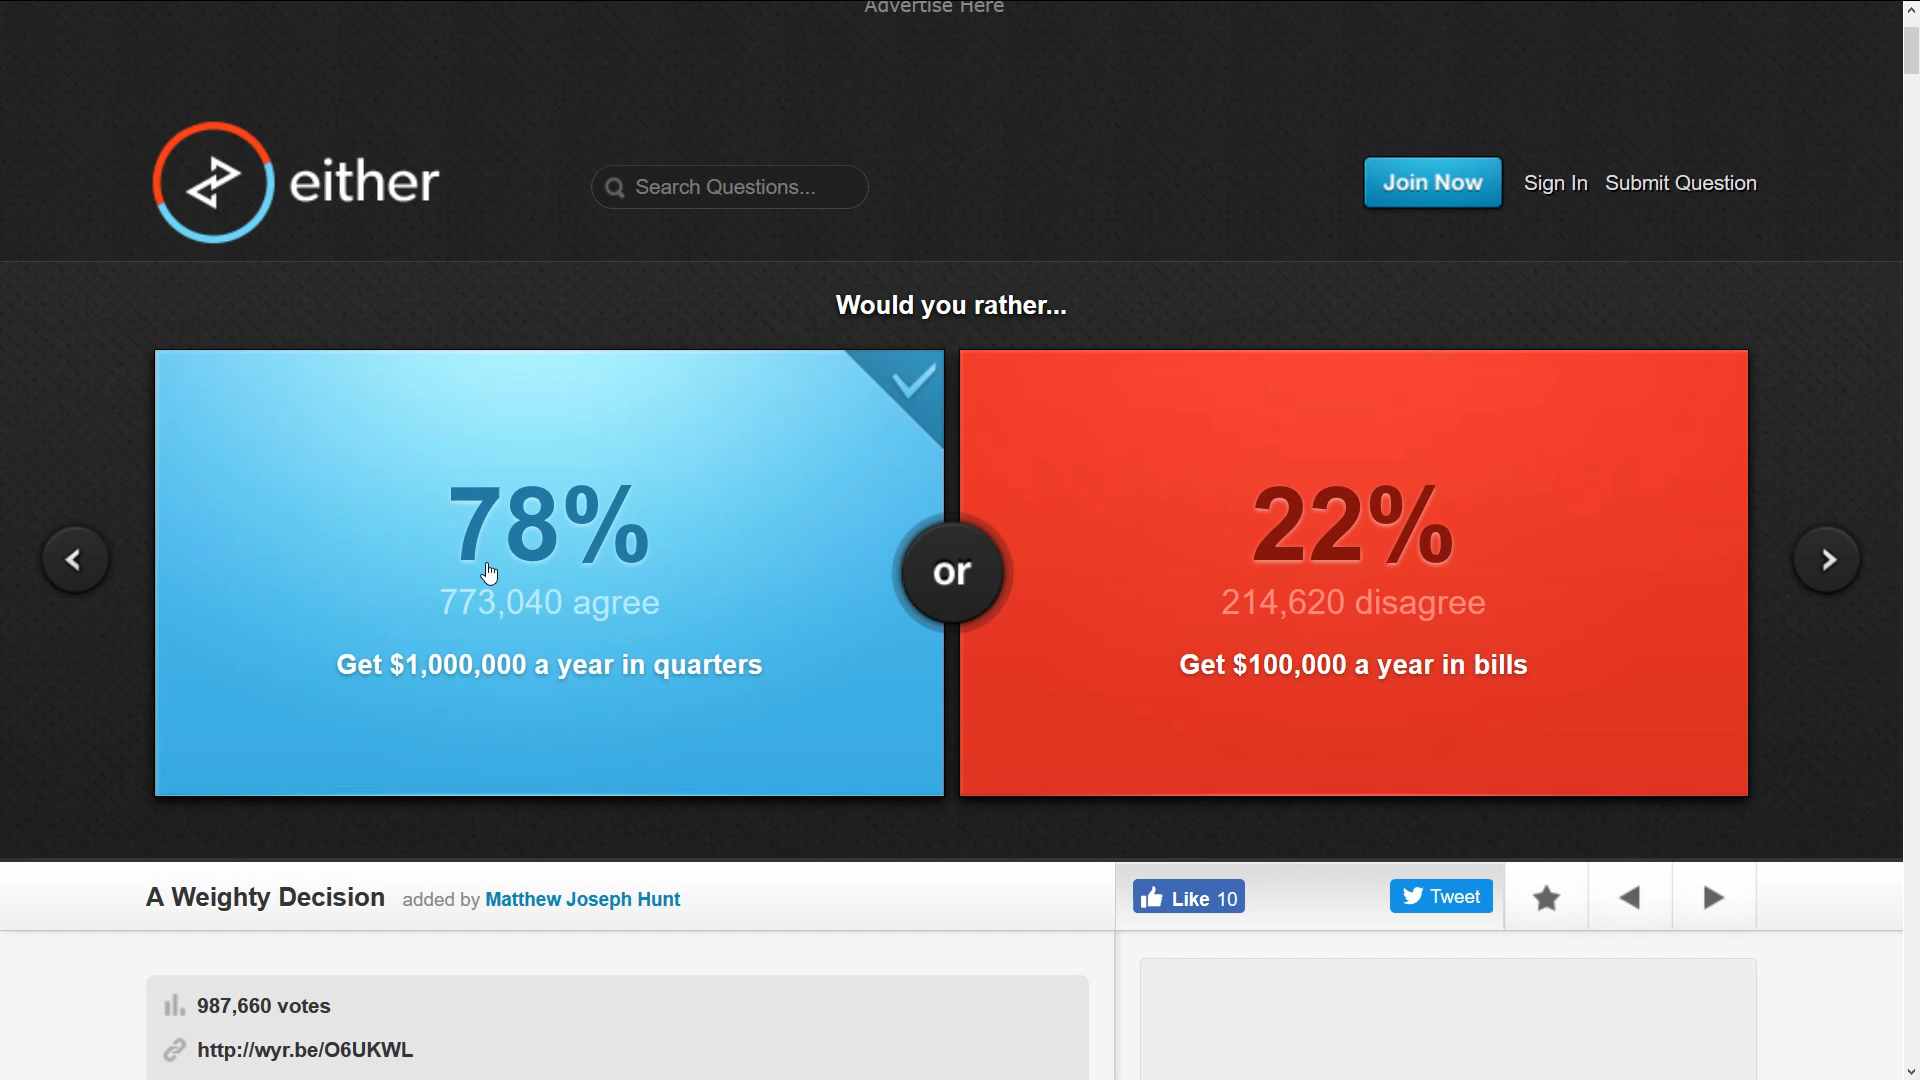 Advertise Here
either
Search Questions...
Join Now
Sign In
Submit Question
Would you rather...
78%
773,040 agree
Get $1,000,000 a year in quarters
or
22%
214,620 disagree
Get $100,000 a year in bills
A Weighty Decision added by Matthew Joseph Hunt
Like 10
Tweet
987,660 votes
http://wyr.be/O6UKWL